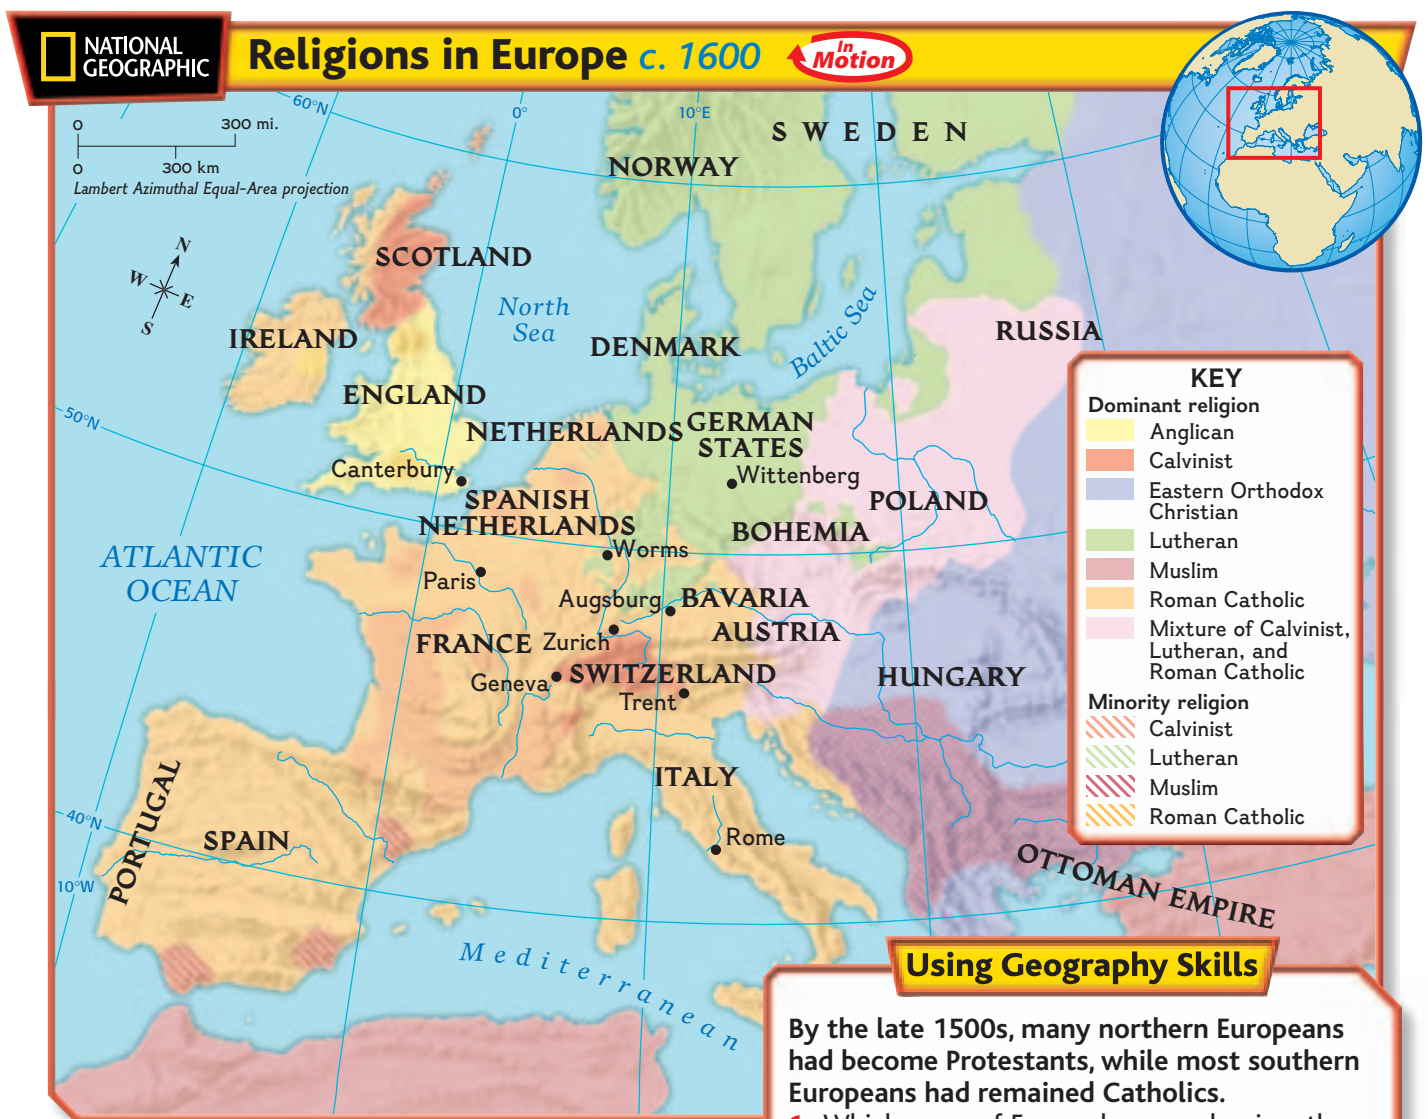 NATIONAL
GEOGRAPHIC
Religions in Europe c. 1600
In
Motion
0 300 mi.
0 300 km
Lambert Azimuthal Equal-Area projection
60°N
0°
10°E
50°N
40°N
10°W
N
W E
S
SWEDEN
NORWAY
SCOTLAND
North
Sea
IRELAND
DENMARK
Baltic Sea
RUSSIA
ENGLAND
NETHERLANDS
GERMAN
STATES
Canterbury
Wittenberg
SPANISH
NETHERLANDS
POLAND
BOHEMIA
ATLANTIC
OCEAN
Worms
Paris
Augsburg
BAVARIA
AUSTRIA
FRANCE
Zurich
Geneva
SWITZERLAND
Trent
HUNGARY
ITALY
PORTUGAL
SPAIN
Rome
OTTOMAN EMPIRE
Mediterranean
KEY
Dominant religion
Anglican
Calvinist
Eastern Orthodox
Christian
Lutheran
Muslim
Roman Catholic
Mixture of Calvinist,
Lutheran, and
Roman Catholic
Minority religion
Calvinist
Lutheran
Muslim
Roman Catholic
Using Geography Skills
By the late 1500s, many northern Europeans
had become Protestants, while most southern
Europeans had remained Catholics.